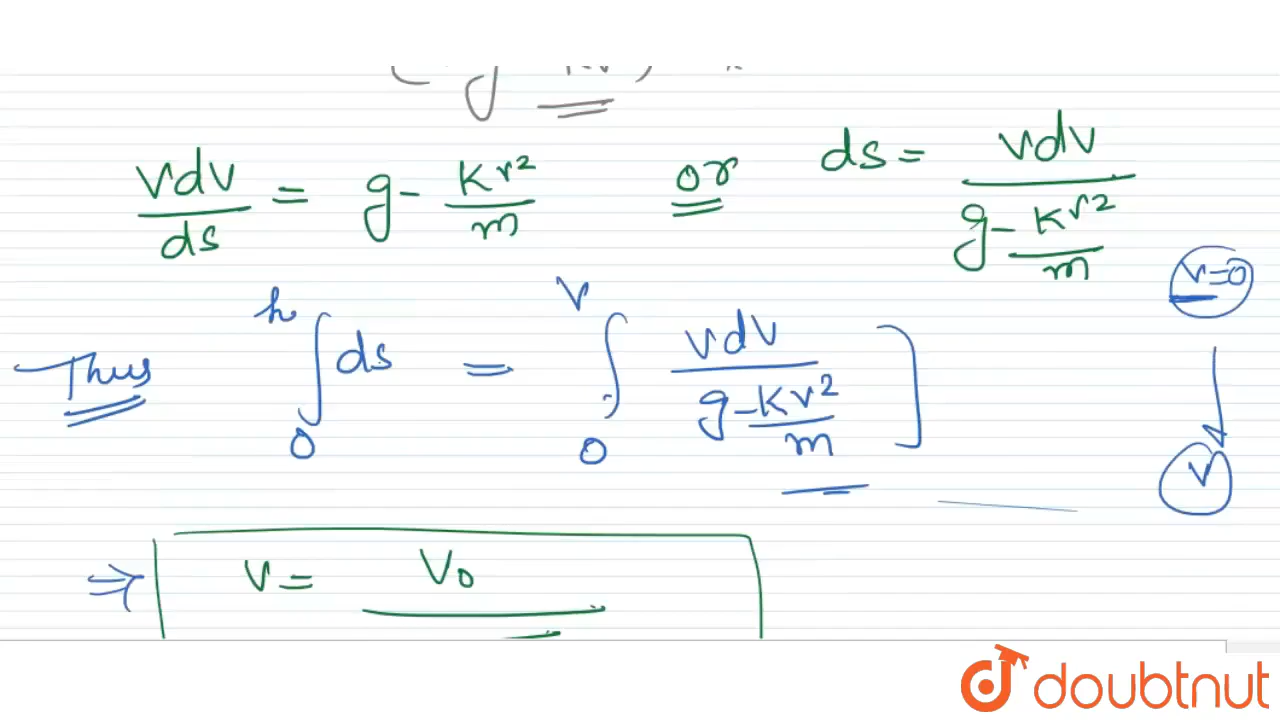 vdv/ds = g - Kv²/m or ds = vdv/(g - Kv²/m)
v=0
Thus ∫₀ʰ ds = ∫₀ᵛ vdv/(g - Kv²/m) ]
v
⇒ v = V₀
doubtnut